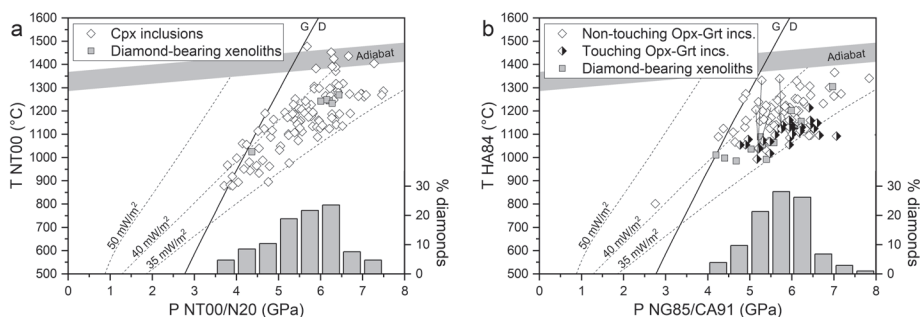 a
1600
1500
1400
1300
1200
1100
1000
900
800
700
600
500
T NT00 (°C)
Cpx inclusions
Diamond-bearing xenoliths
G D
Adiabat
50 mW/m²
40 mW/m²
35 mW/m²
30
20
10
0
% diamonds
0 1 2 3 4 5 6 7 8
P NT00/N20 (GPa)
b
1600
1500
1400
1300
1200
1100
1000
900
800
700
600
500
T HA84 (°C)
Non-touching Opx-Grt incs.
Touching Opx-Grt incs.
Diamond-bearing xenoliths
G D
Adiabat
50 mW/m²
40 mW/m²
35 mW/m²
30
20
10
0
% diamonds
0 1 2 3 4 5 6 7 8
P NG85/CA91 (GPa)